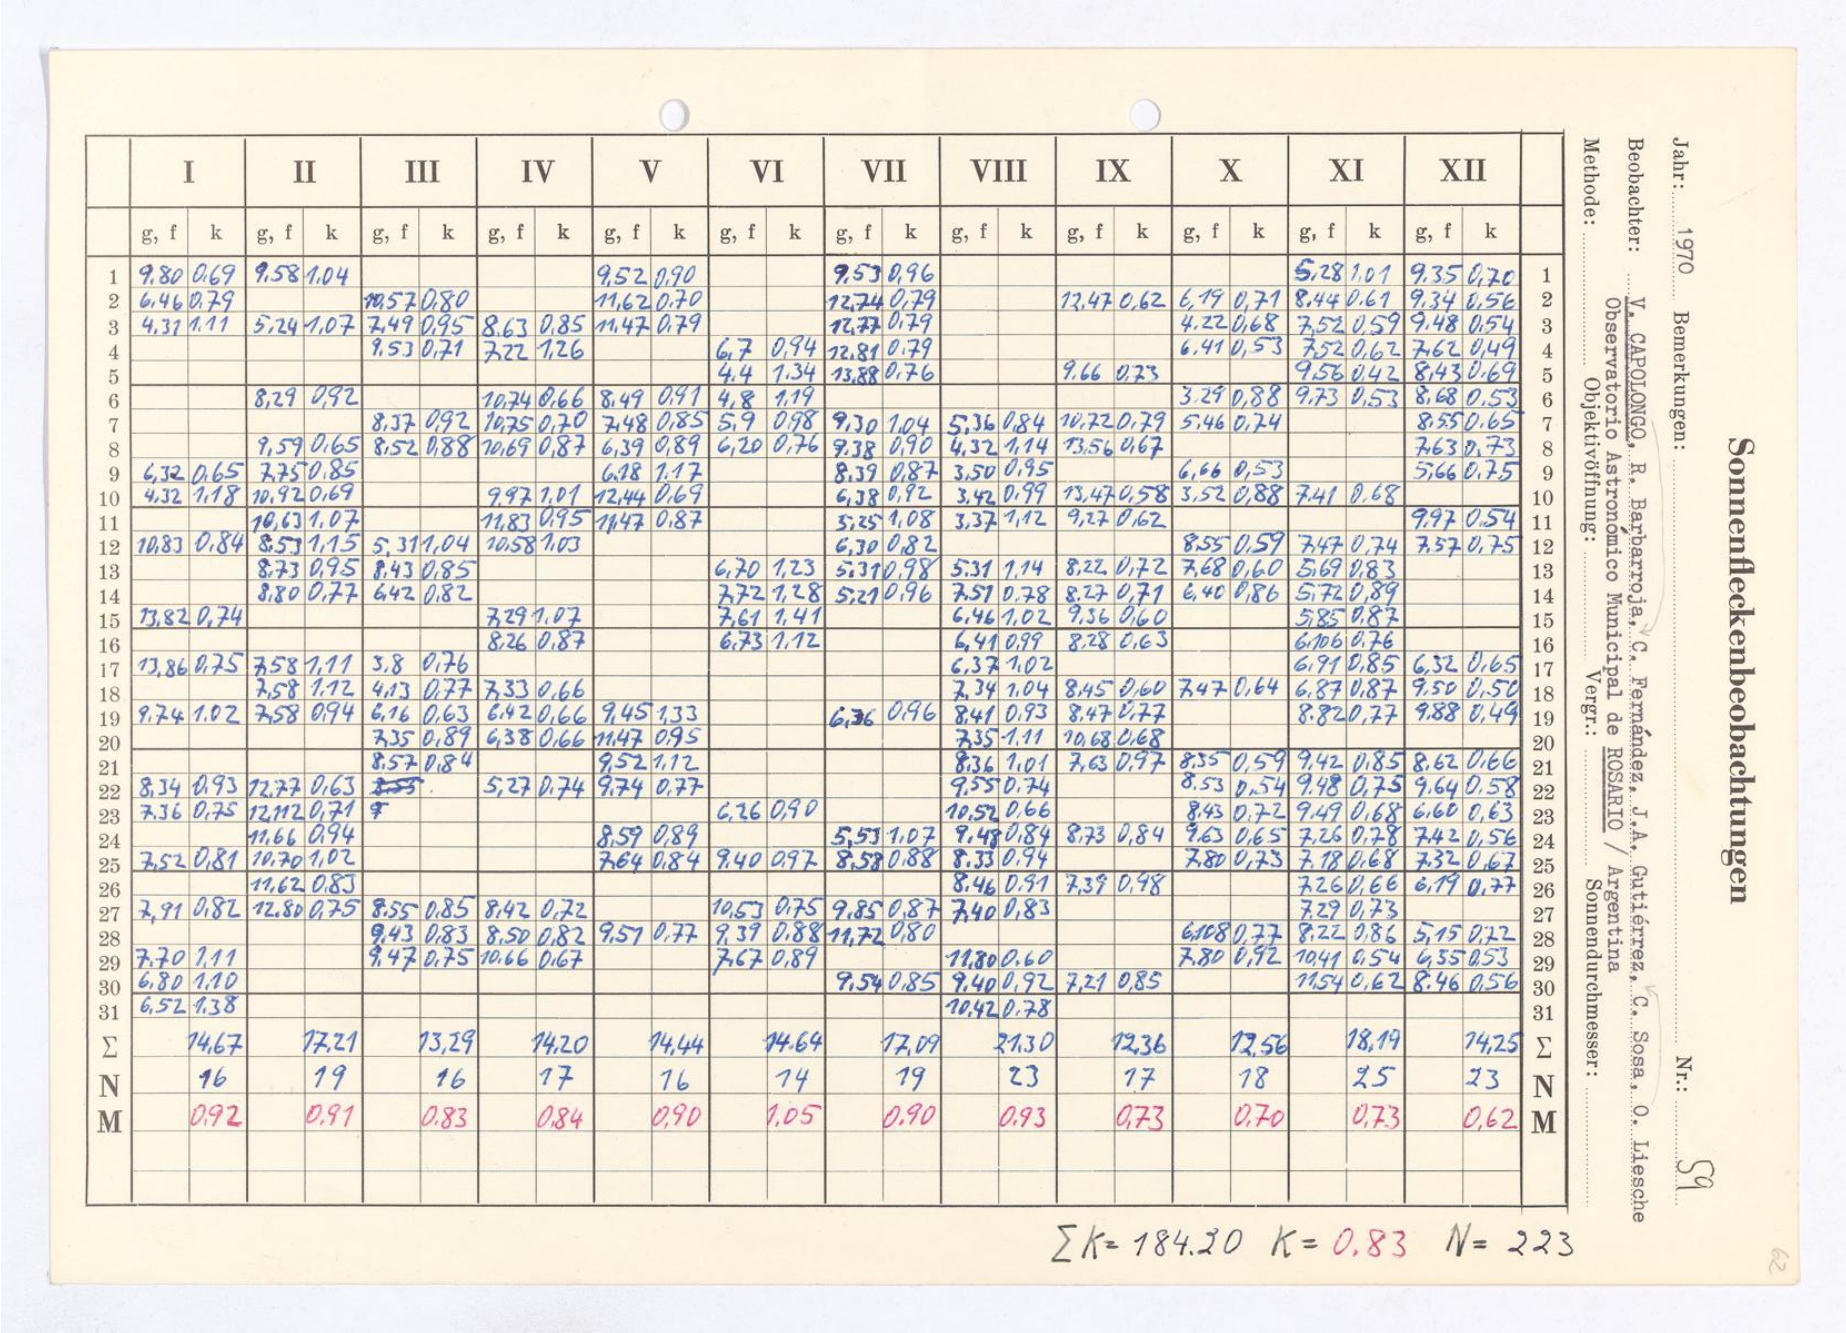 Sonnenfleckenbeobachtungen
Jahr: 1970 Bemerkungen: Nr.: 59
Beobachter: V. CAPOLONGO, R. Barbarroja, C. Fernández, J.A. Gutiérrez, C. Sosa, O. Liesche
Observatorio Astronómico Municipal de ROSARIO / Argentina
Methode: Objektivöffnung: Vergr.: Sonnendurchmesser:
I II III IV V VI VII VIII IX X XI XII
g, f k g, f k g, f k g, f k g, f k g, f k g, f k g, f k g, f k g, f k g, f k g, f k
1 9,80 0,69 9,58 1,04 9,52 0,90 9,53 0,96 5,28 1,01 9,35 0,70 1
2 6,46 0,79 10,57 0,80 11,62 0,70 12,74 0,79 12,47 0,62 6,19 0,71 8,44 0,61 9,34 0,56 2
3 4,31 1,11 5,24 1,07 7,49 0,95 8,63 0,85 11,47 0,79 12,77 0,79 4,22 0,68 7,52 0,59 9,48 0,54 3
4 9,53 0,71 7,22 1,26 6,7 0,94 12,81 0,79 6,41 0,53 7,52 0,62 7,62 0,49 4
5 4,4 1,34 13,88 0,76 9,66 0,73 9,56 0,42 8,43 0,69 5
6 8,29 0,92 10,74 0,66 8,49 0,91 4,8 1,19 3,29 0,88 9,73 0,53 8,68 0,53 6
7 8,37 0,92 10,75 0,70 7,48 0,85 5,9 0,98 9,30 1,04 5,36 0,84 10,72 0,79 5,46 0,74 8,55 0,65 7
8 9,59 0,65 8,52 0,88 10,69 0,87 6,39 0,89 6,20 0,76 9,38 0,90 4,32 1,14 13,56 0,67 7,63 0,73 8
9 6,32 0,65 7,75 0,85 6,18 1,17 8,39 0,87 3,50 0,95 6,66 0,53 5,66 0,75 9
10 4,32 1,18 10,92 0,69 9,97 1,01 12,44 0,69 6,38 0,92 3,42 0,99 13,47 0,58 3,52 0,88 7,41 0,68 10
11 10,63 1,07 11,83 0,95 11,47 0,87 5,25 1,08 3,37 1,12 9,27 0,62 9,97 0,54 11
12 10,83 0,84 8,53 1,15 5,31 1,04 10,58 1,03 6,30 0,82 8,55 0,59 7,47 0,74 7,57 0,75 12
13 8,73 0,95 8,43 0,85 6,70 1,23 5,31 0,98 5,31 1,14 8,22 0,72 7,68 0,60 5,69 0,83 13
14 8,80 0,77 6,42 0,82 7,72 1,28 5,21 0,96 7,51 0,78 8,27 0,71 6,40 0,86 5,72 0,89 14
15 13,82 0,74 7,29 1,07 7,61 1,41 6,46 1,02 9,36 0,60 5,85 0,87 15
16 8,26 0,87 6,73 1,12 6,41 0,99 8,28 0,63 6,106 0,76 16
17 13,86 0,75 7,58 1,11 3,8 0,76 6,37 1,02 6,91 0,85 6,32 0,65 17
18 7,58 1,12 4,13 0,77 7,33 0,66 7,34 1,04 8,45 0,60 7,47 0,64 6,87 0,87 9,50 0,50 18
19 9,74 1,02 7,58 0,94 6,16 0,63 6,42 0,66 9,45 1,33 6,36 0,96 8,41 0,93 8,47 0,77 8,82 0,77 9,88 0,49 19
20 7,35 0,89 6,38 0,66 11,47 0,95 7,35 1,11 10,68 0,68 20
21 8,57 0,84 9,52 1,12 8,36 1,01 7,63 0,97 8,35 0,59 9,42 0,85 8,62 0,66 21
22 8,34 0,93 12,77 0,63 5,27 0,74 9,74 0,77 9,55 0,74 8,53 0,54 9,48 0,75 9,64 0,58 22
23 7,36 0,75 12,112 0,71 6,26 0,90 10,52 0,66 8,43 0,72 9,49 0,68 6,60 0,63 23
24 11,66 0,94 8,59 0,89 5,53 1,07 9,48 0,84 8,73 0,84 9,63 0,65 7,26 0,78 7,42 0,56 24
25 7,52 0,81 10,70 1,02 7,64 0,84 9,40 0,97 8,58 0,88 8,33 0,94 7,80 0,73 7,18 0,68 7,32 0,67 25
26 11,62 0,83 8,46 0,91 7,39 0,98 7,26 0,66 6,19 0,77 26
27 7,91 0,82 12,80 0,75 8,55 0,85 8,42 0,72 10,53 0,75 9,85 0,87 7,40 0,83 7,29 0,73 27
28 9,43 0,83 8,50 0,82 9,51 0,77 9,39 0,88 11,72 0,80 6,108 0,77 8,22 0,86 5,15 0,72 28
29 7,70 1,11 9,47 0,75 10,66 0,67 7,67 0,89 11,80 0,60 7,80 0,92 10,41 0,54 6,35 0,53 29
30 6,80 1,10 9,54 0,85 9,40 0,92 7,21 0,85 11,54 0,62 8,46 0,56 30
31 6,52 1,38 10,42 0,78 31
Σ 14,67 17,21 13,29 14,20 14,44 14,64 17,09 21,30 12,36 12,56 18,19 14,25 Σ
N 16 19 16 17 16 14 19 23 17 18 25 23 N
M 0,92 0,91 0,83 0,84 0,90 1,05 0,90 0,93 0,73 0,70 0,73 0,62 M
ΣK= 184.20 K= 0.83 N= 223
62